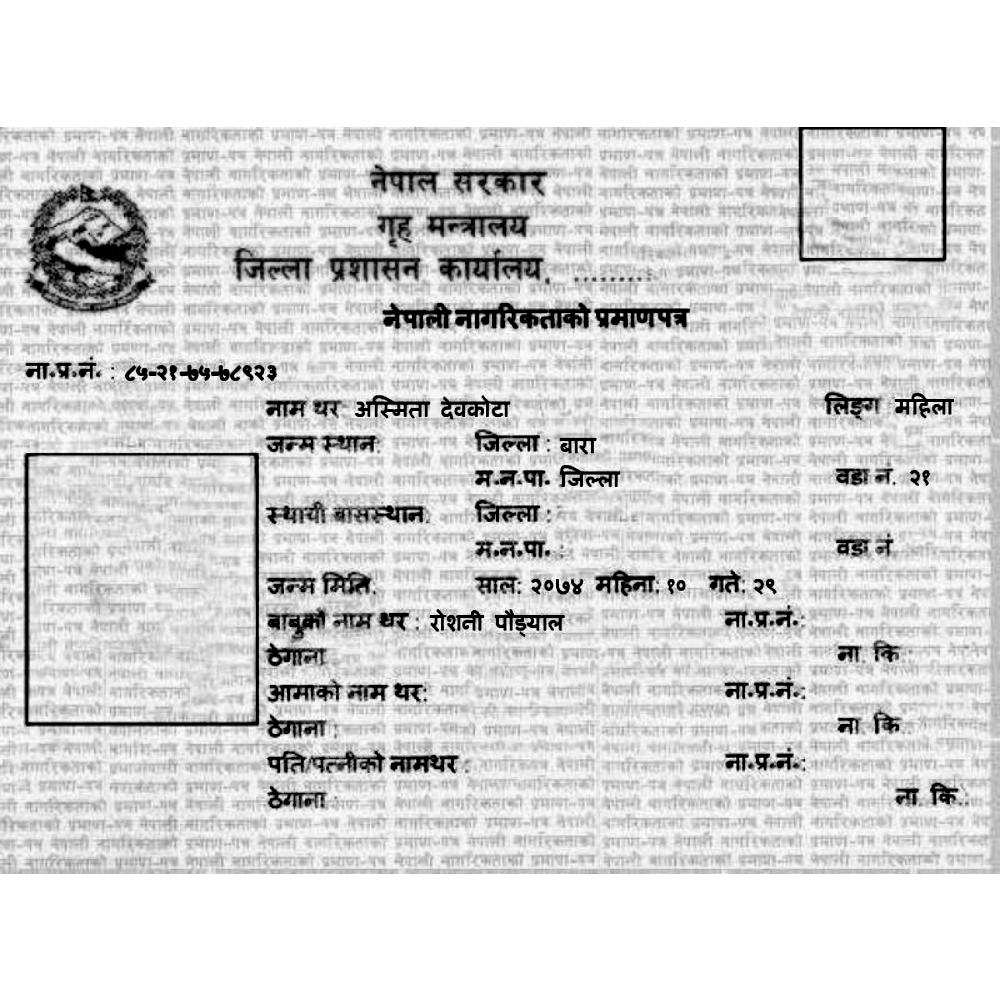 नेपाल सरकार
गृह मन्त्रालय
जिल्ला प्रशासन कार्यालय, .........
नेपाली नागरिकताको प्रमाणपत्र
ना.प्र.नं. : ८५-२१-७५-७८९२३
नाम थर: अस्मिता देवकोटा लिङ्ग महिला
जन्म स्थान: जिल्ला : बारा
म.न.पा. जिल्ला वडा नं. २१
स्थायी बासस्थान: जिल्ला :
म.न.पा. : वडा नं.
जन्म मिति: साल: २०७४ महिना: १० गते: २९
बाबुको नाम थर : रोशनी पौड्याल ना.प्र.नं.:
ठेगाना ना. कि.:
आमाको नाम थर: ना.प्र.नं.:
ठेगाना : ना. कि.:
पति/पत्नीको नामथर : ना.प्र.नं.:
ठेगाना : ना. कि.: